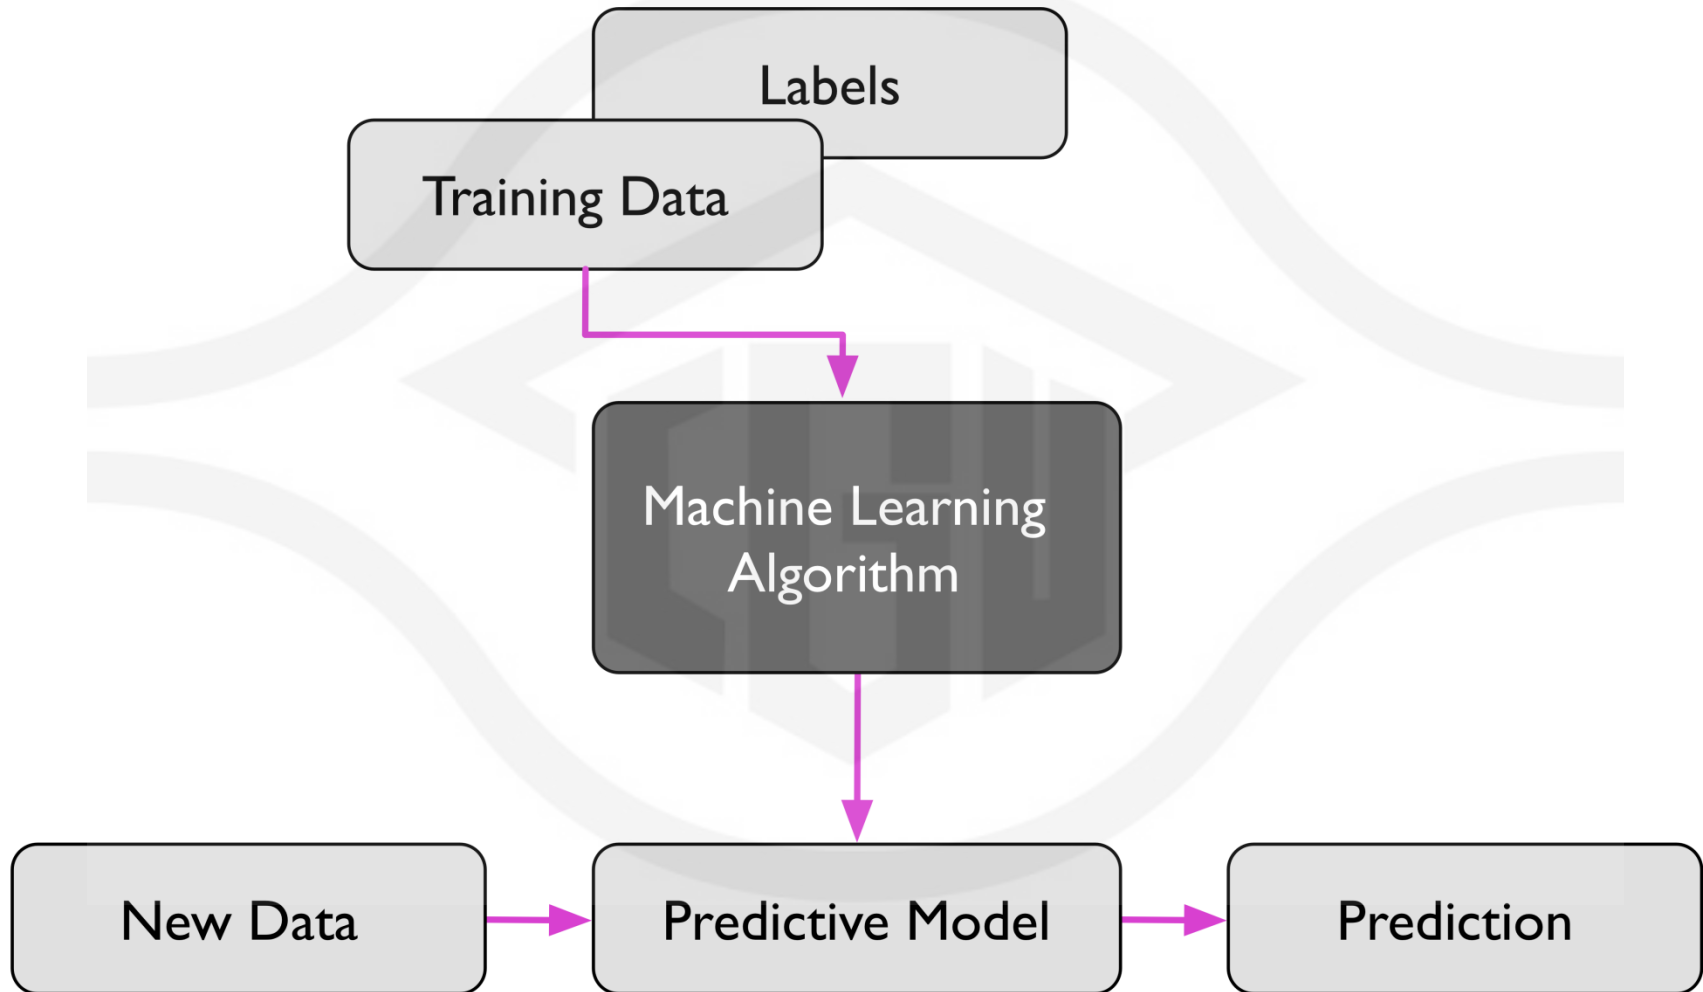 Labels
Training Data
Machine Learning
Algorithm
New Data
Predictive Model
Prediction